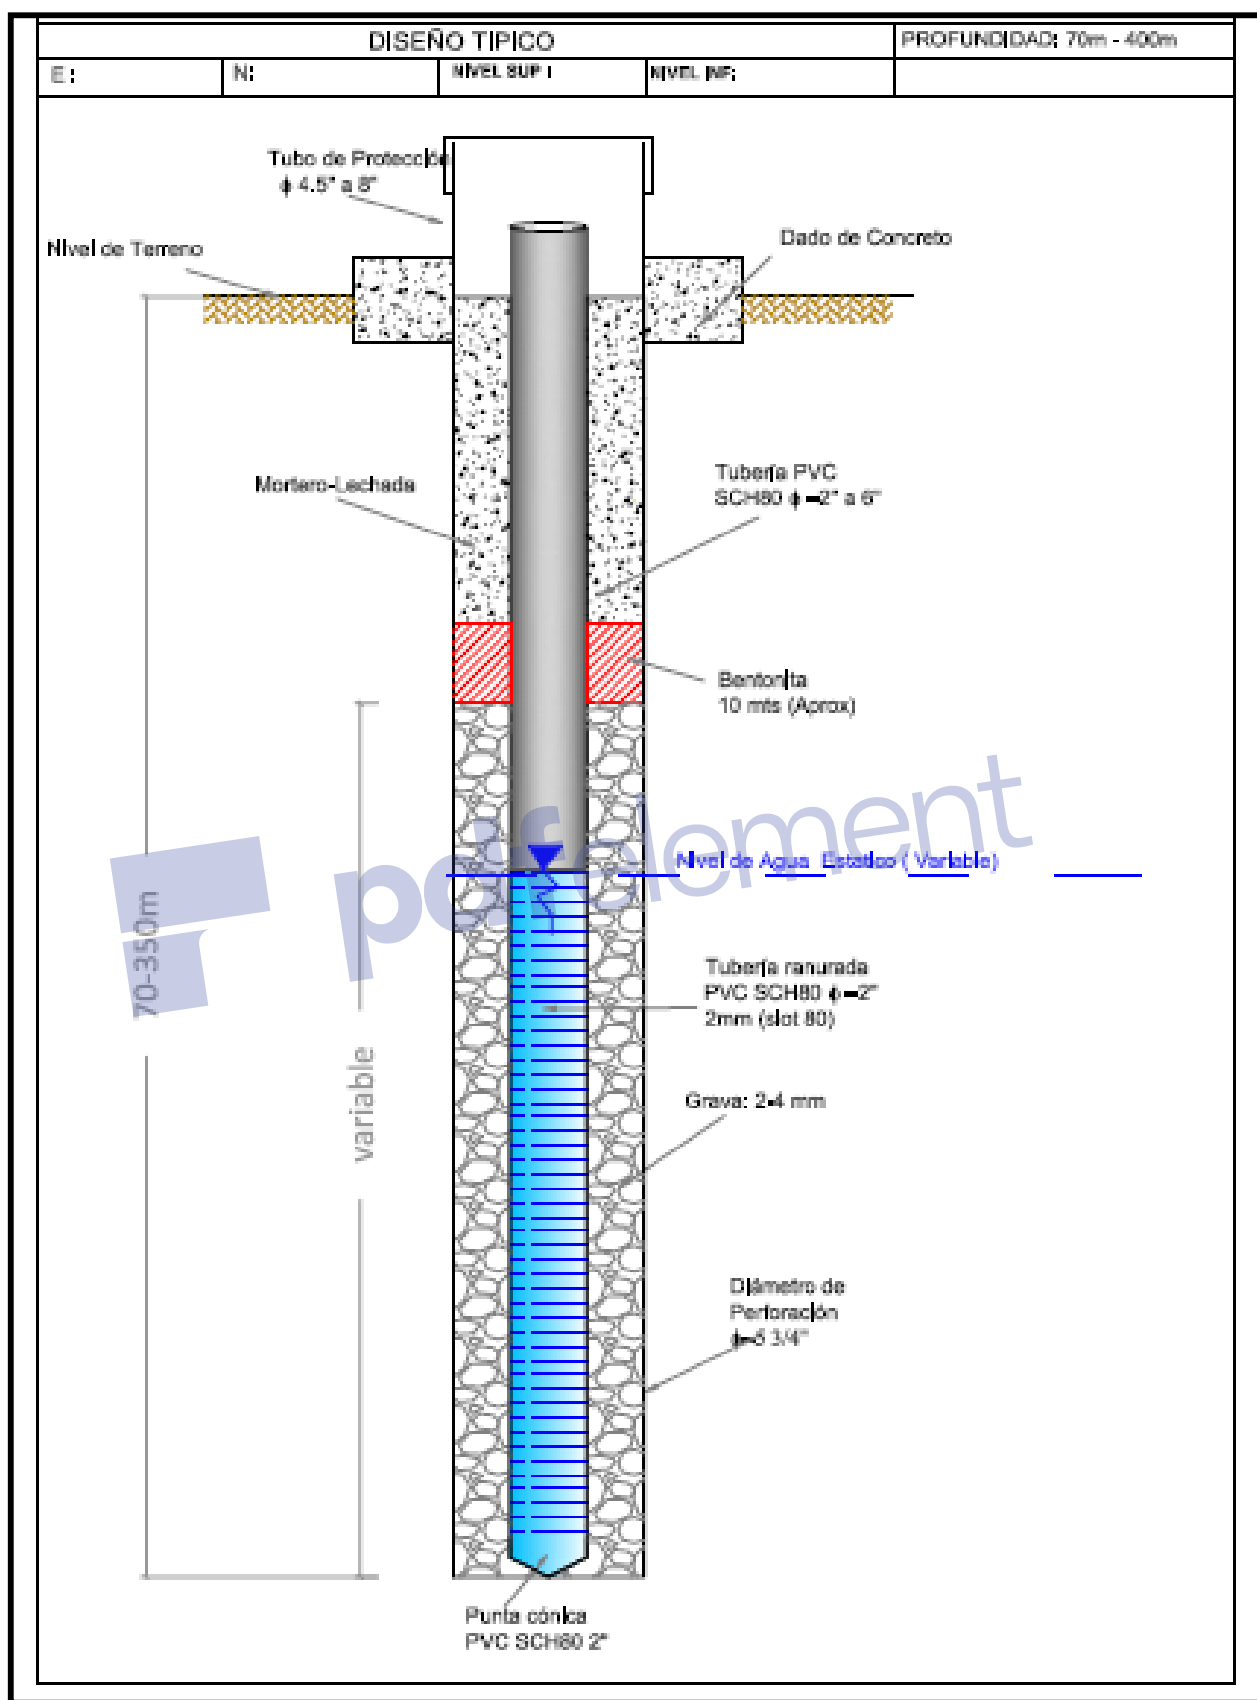 DISEÑO TIPICO
PROFUNDIDAD: 70m - 400m
E:
N:
NIVEL SUP :
NIVEL INF:
Tubo de Protección
ϕ 4.5" a 8"
Nivel de Terreno
Dado de Concreto
Mortero-Lechada
Tubería PVC
SCH80 ϕ =2" a 6"
Bentonita
10 mts (Aprox)
pdfelement
Nivel de Agua Estatico ( Variable)
70-350m
Tubería ranurada
PVC SCH80 ϕ =2"
2mm (slot 80)
variable
Grava: 2-4 mm
Diámetro de
Perforación
ϕ=5 3/4"
Punta cónica
PVC SCH80 2"